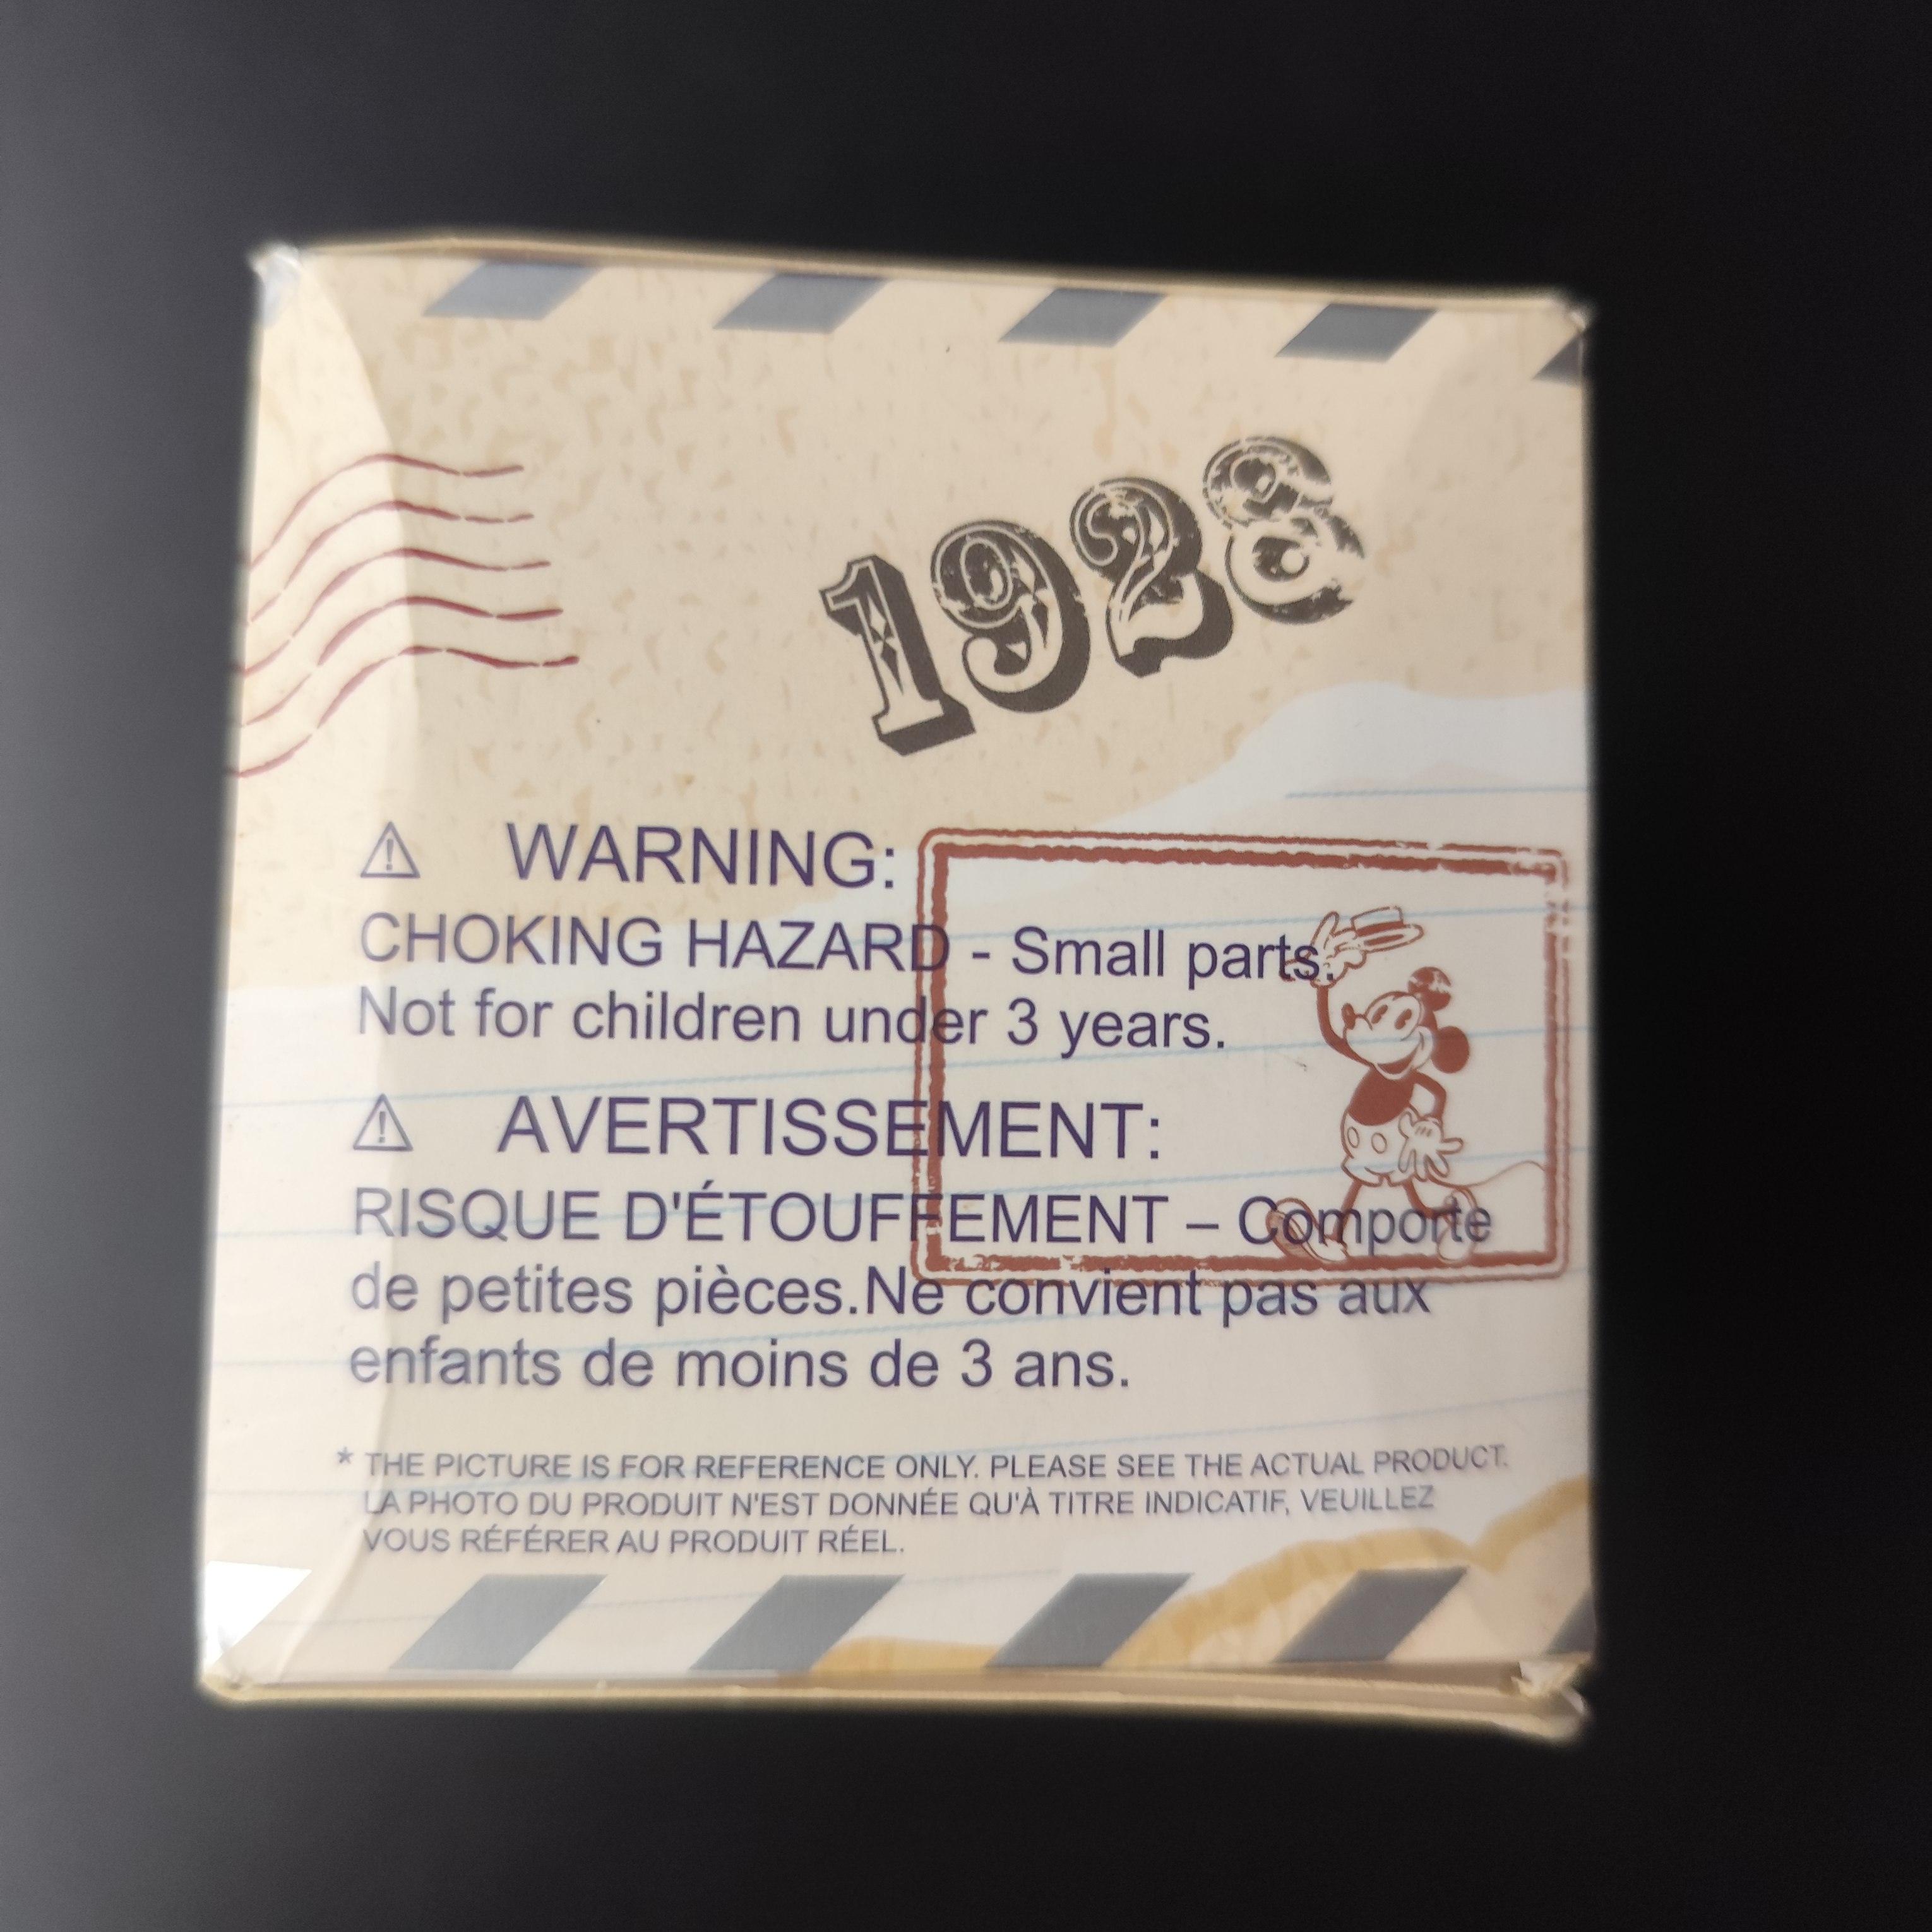 1928
WARNING:
CHOKING HAZARD - Small parts.
Not for children under 3 years.
AVERTISSEMENT:
RISQUE D'ÉTOUFFEMENT – Comporte
de petites pièces.Ne convient pas aux
enfants de moins de 3 ans.
* THE PICTURE IS FOR REFERENCE ONLY. PLEASE SEE THE ACTUAL PRODUCT.
LA PHOTO DU PRODUIT N'EST DONNÉE QU'À TITRE INDICATIF, VEUILLEZ
VOUS RÉFÉRER AU PRODUIT RÉEL.